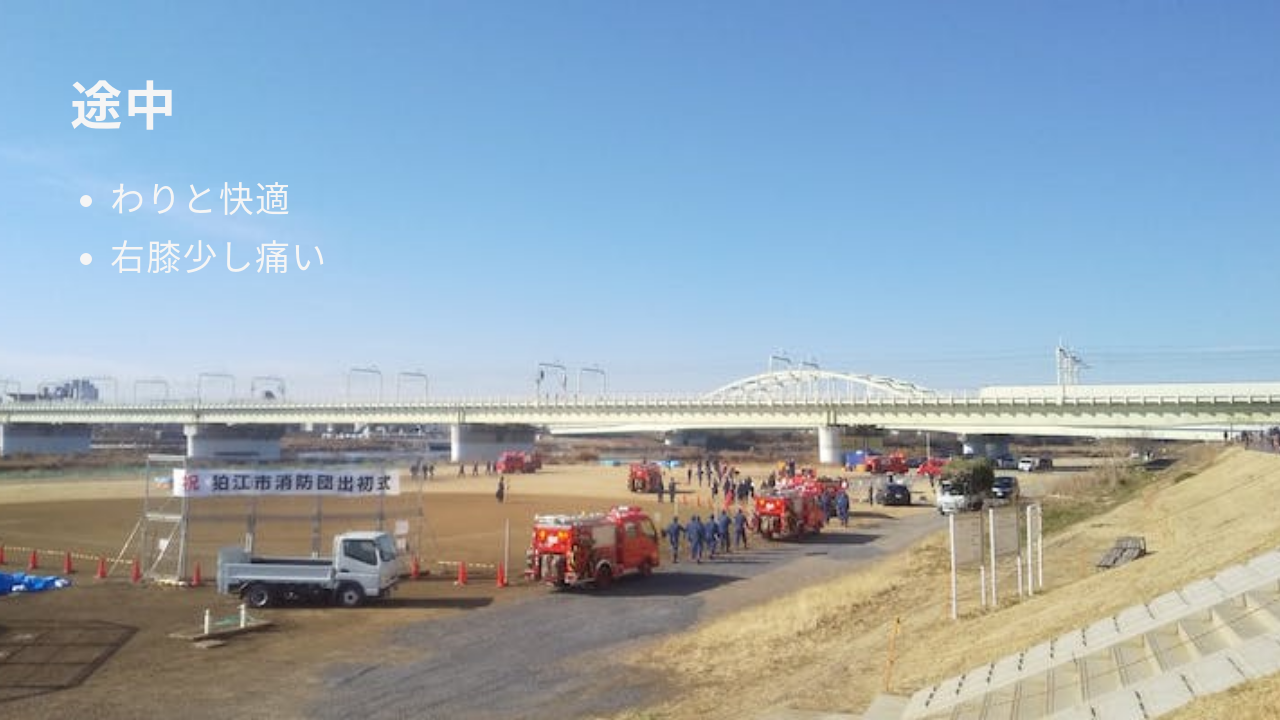 途中
わりと快適
右膝少し痛い
祝 狛江市消防団出初式